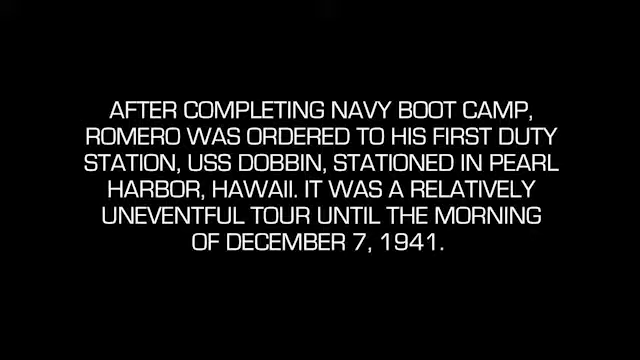 AFTER COMPLETING NAVY BOOT CAMP,
ROMERO WAS ORDERED TO HIS FIRST DUTY
STATION, USS DOBBIN, STATIONED IN PEARL
HARBOR, HAWAII. IT WAS A RELATIVELY
UNEVENTFUL TOUR UNTIL THE MORNING
OF DECEMBER 7, 1941.